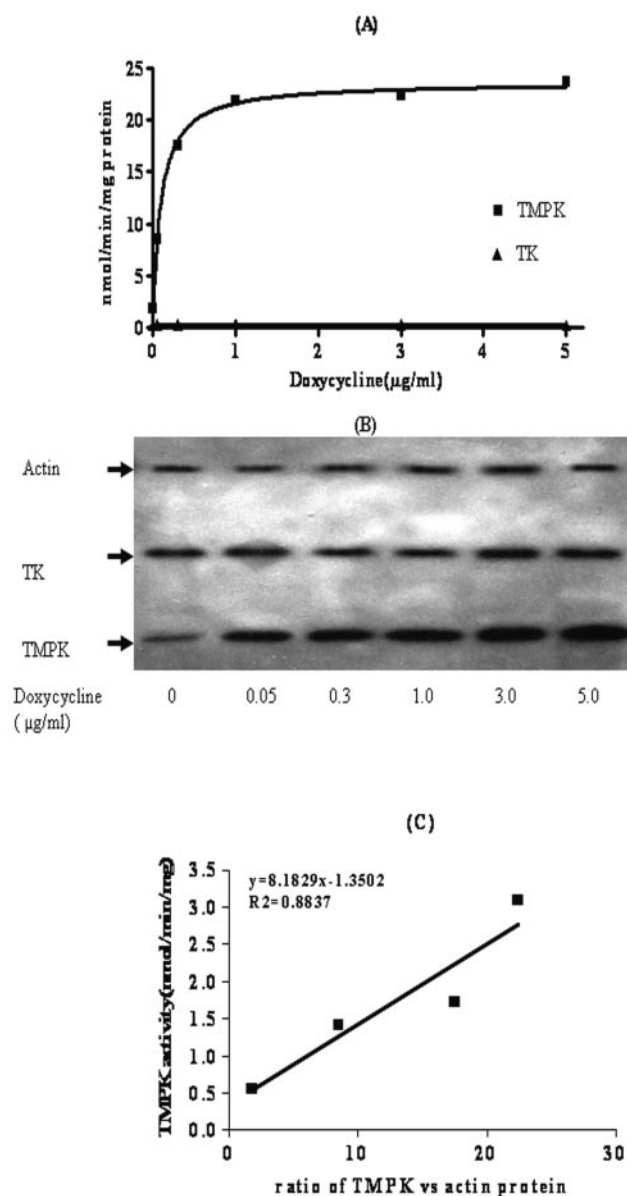 (A)
25
20
15
10
5
0
nmol/min/mg protein
TMPK
TK
0 1 2 3 4 5
Doxycycline(µg/ml)
(B)
Actin
TK
TMPK
Doxycycline 0 0.05 0.3 1.0 3.0 5.0
( µg/ml)
(C)
TMPK activity(nmol/min/mg)
3.5
3.0
2.5
2.0
1.5
1.0
0.5
0.0
y=8.1829x-1.3502
R2=0.8837
0 10 20 30
ratio of TMPK vs actin protein